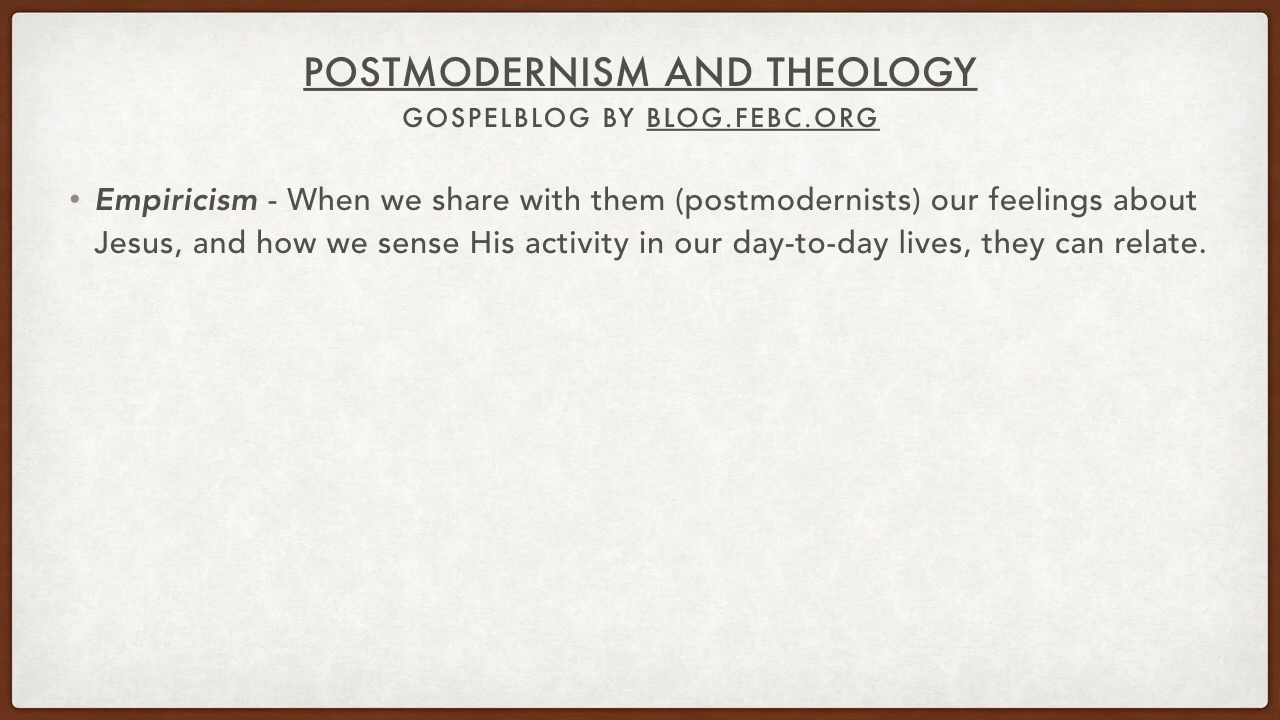 POSTMODERNISM AND THEOLOGY
GOSPELBLOG BY BLOG.FEBC.ORG
• Empiricism - When we share with them (postmodernists) our feelings about
Jesus, and how we sense His activity in our day-to-day lives, they can relate.